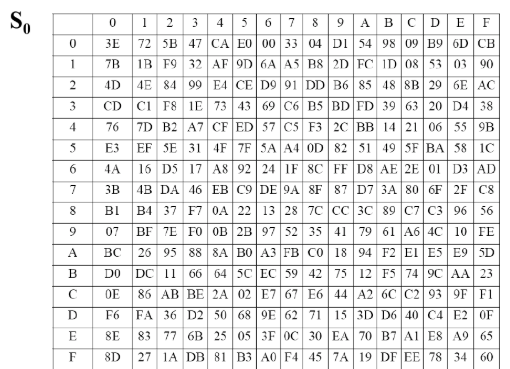 S0
0 1 2 3 4 5 6 7 8 9 A B C D E F
0 3E 72 5B 47 CA E0 00 33 04 D1 54 98 09 B9 6D CB
1 7B 1B F9 32 AF 9D 6A A5 B8 2D FC 1D 08 53 03 90
2 4D 4E 84 99 E4 CE D9 91 DD B6 85 48 8B 29 6E AC
3 CD C1 F8 1E 73 43 69 C6 B5 BD FD 39 63 20 D4 38
4 76 7D B2 A7 CF ED 57 C5 F3 2C BB 14 21 06 55 9B
5 E3 EF 5E 31 4F 7F 5A A4 0D 82 51 49 5F BA 58 1C
6 4A 16 D5 17 A8 92 24 1F 8C FF D8 AE 2E 01 D3 AD
7 3B 4B DA 46 EB C9 DE 9A 8F 87 D7 3A 80 6F 2F C8
8 B1 B4 37 F7 0A 22 13 28 7C CC 3C 89 C7 C3 96 56
9 07 BF 7E F0 0B 2B 97 52 35 41 79 61 A6 4C 10 FE
A BC 26 95 88 8A B0 A3 FB C0 18 94 F2 E1 E5 E9 5D
B D0 DC 11 66 64 5C EC 59 42 75 12 F5 74 9C AA 23
C 0E 86 AB BE 2A 02 E7 67 E6 44 A2 6C C2 93 9F F1
D F6 FA 36 D2 50 68 9E 62 71 15 3D D6 40 C4 E2 0F
E 8E 83 77 6B 25 05 3F 0C 30 EA 70 B7 A1 E8 A9 65
F 8D 27 1A DB 81 B3 A0 F4 45 7A 19 DF EE 78 34 60